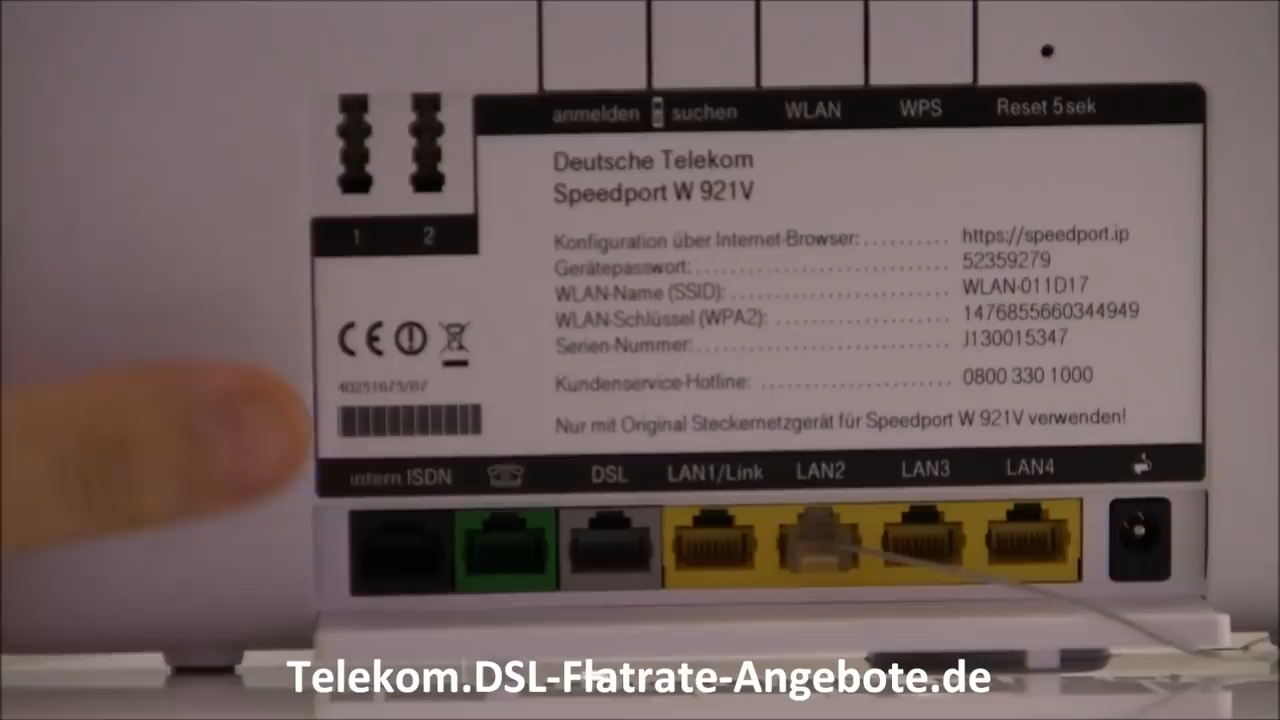 anmelden suchen WLAN WPS Reset 5 sek
Deutsche Telekom
Speedport W 921V
1 2
Konfiguration über Internet-Browser: .......... https://speedport.ip
Gerätepasswort: .............................. 52359279
WLAN-Name (SSID): .......................... WLAN-011D17
WLAN-Schlüssel (WPA2): .................... 1476855660344949
Serien-Nummer: .............................. J130015347
CE
Kundenservice-Hotline: ...................... 0800 330 1000
Nur mit Original Steckernetzgerät für Speedport W 921V verwenden!
intern ISDN DSL LAN1/Link LAN2 LAN3 LAN4
Telekom.DSL-Flatrate-Angebote.de